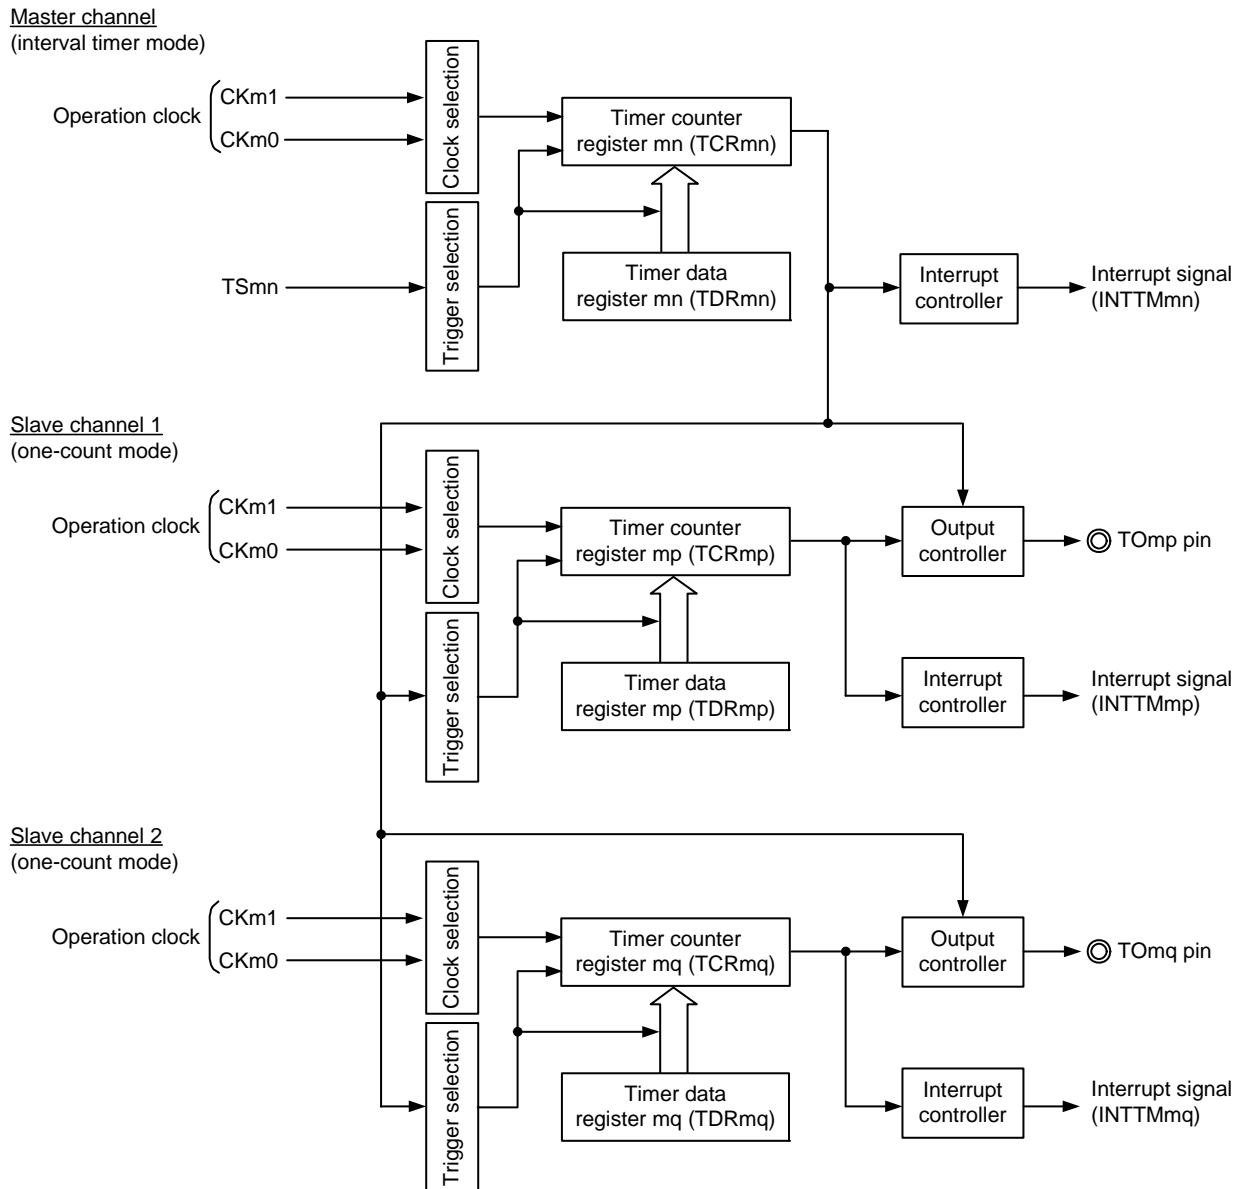 Master channel
(interval timer mode)
Operation clock
CKm1
CKm0
Clock selection
Timer counter
register mn (TCRmn)
TSmn
Trigger selection
Timer data
register mn (TDRmn)
Interrupt
controller
Interrupt signal
(INTTMmn)
Slave channel 1
(one-count mode)
Operation clock
CKm1
CKm0
Clock selection
Timer counter
register mp (TCRmp)
Output
controller
TOmp pin
Trigger selection
Timer data
register mp (TDRmp)
Interrupt
controller
Interrupt signal
(INTTMmp)
Slave channel 2
(one-count mode)
Operation clock
CKm1
CKm0
Clock selection
Timer counter
register mq (TCRmq)
Output
controller
TOmq pin
Trigger selection
Timer data
register mq (TDRmq)
Interrupt
controller
Interrupt signal
(INTTMmq)